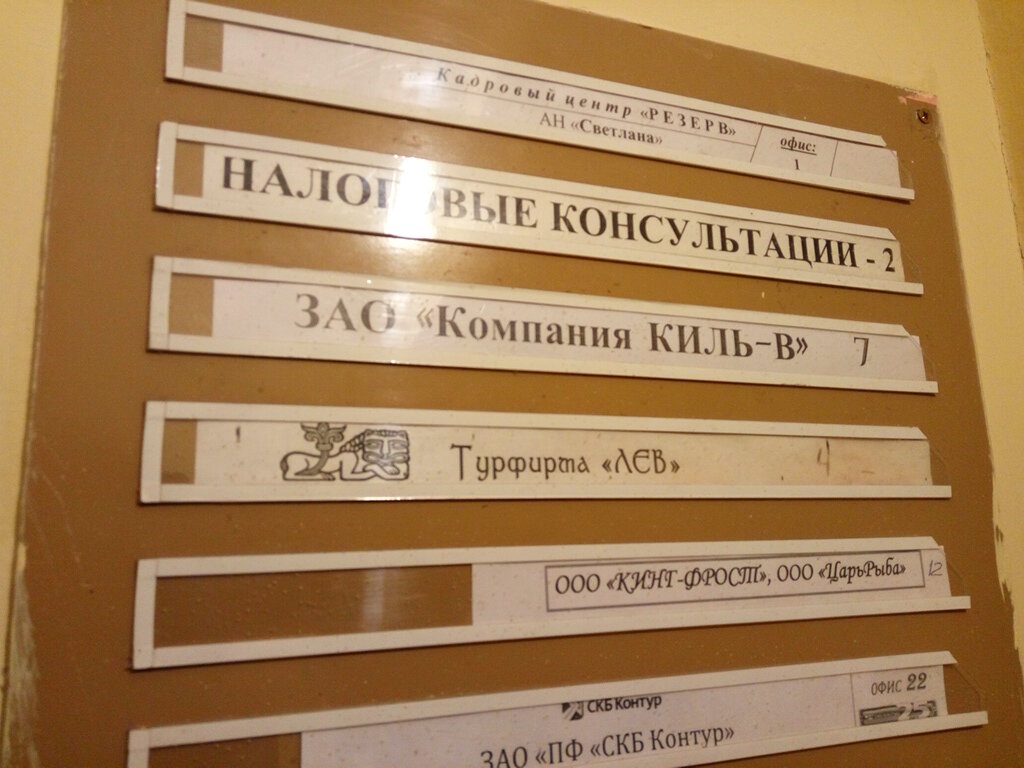 Кадровый центр «РЕЗЕРВ»
АН «Светлана»
офис:
1
НАЛОГОВЫЕ КОНСУЛЬТАЦИИ - 2
ЗАО «Компания КИЛЬ-В» 7
Турфирма «ЛЕВ» 4
ООО «КИНГ-ФРОСТ», ООО «ЦарьРыба» 12
СКБ Контур
ЗАО «ПФ «СКБ Контур»
ОФИС 22